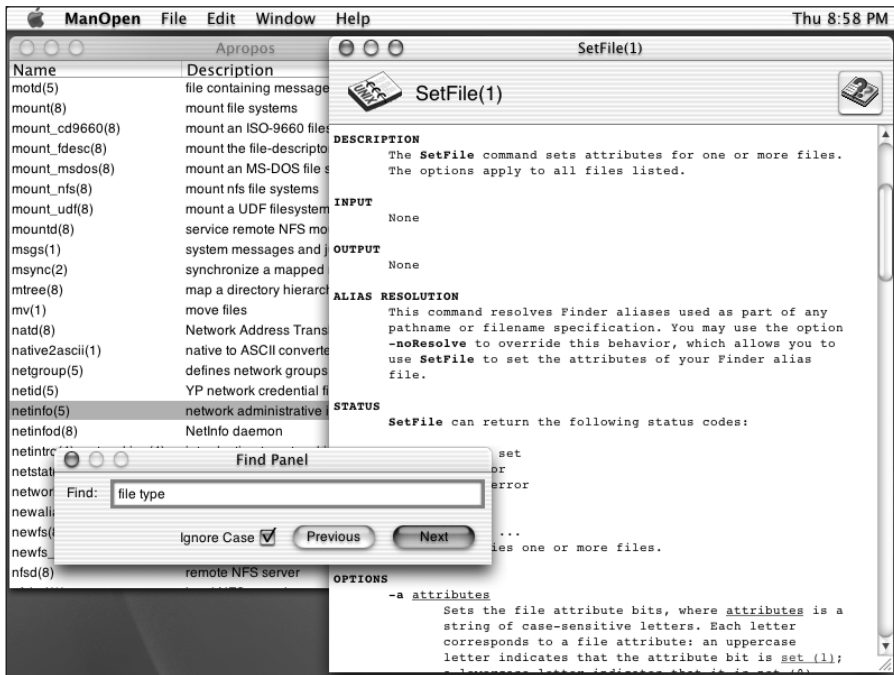 ManOpen File Edit Window Help Thu 8:58 PM
Apropos
Name Description
motd(5) file containing message
mount(8) mount file systems
mount_cd9660(8) mount an ISO-9660 files
mount_fdesc(8) mount the file-descripto
mount_msdos(8) mount an MS-DOS file s
mount_nfs(8) mount nfs file systems
mount_udf(8) mount a UDF filesystem
mountd(8) service remote NFS mo
msgs(1) system messages and j
msync(2) synchronize a mapped
mtree(8) map a directory hierarch
mv(1) move files
natd(8) Network Address Trans
native2ascii(1) native to ASCII converte
netgroup(5) defines network groups
netid(5) YP network credential fi
netinfo(5) network administrative i
netinfod(8) NetInfo daemon
netintro
netstat
networ
newali
newfs(
newfs_
nfsd(8) remote NFS server
SetFile(1)
UNIX
SetFile(1)
DESCRIPTION
The SetFile command sets attributes for one or more files.
The options apply to all files listed.
INPUT
None
OUTPUT
None
ALIAS RESOLUTION
This command resolves Finder aliases used as part of any
pathname or filename specification. You may use the option
-noResolve to override this behavior, which allows you to
use SetFile to set the attributes of your Finder alias
file.
STATUS
SetFile can return the following status codes:
set
or
error
...
ies one or more files.
OPTIONS
-a attributes
Sets the file attribute bits, where attributes is a
string of case-sensitive letters. Each letter
corresponds to a file attribute: an uppercase
letter indicates that the attribute bit is set (1);
Find Panel
Find: file type
Ignore Case Previous Next